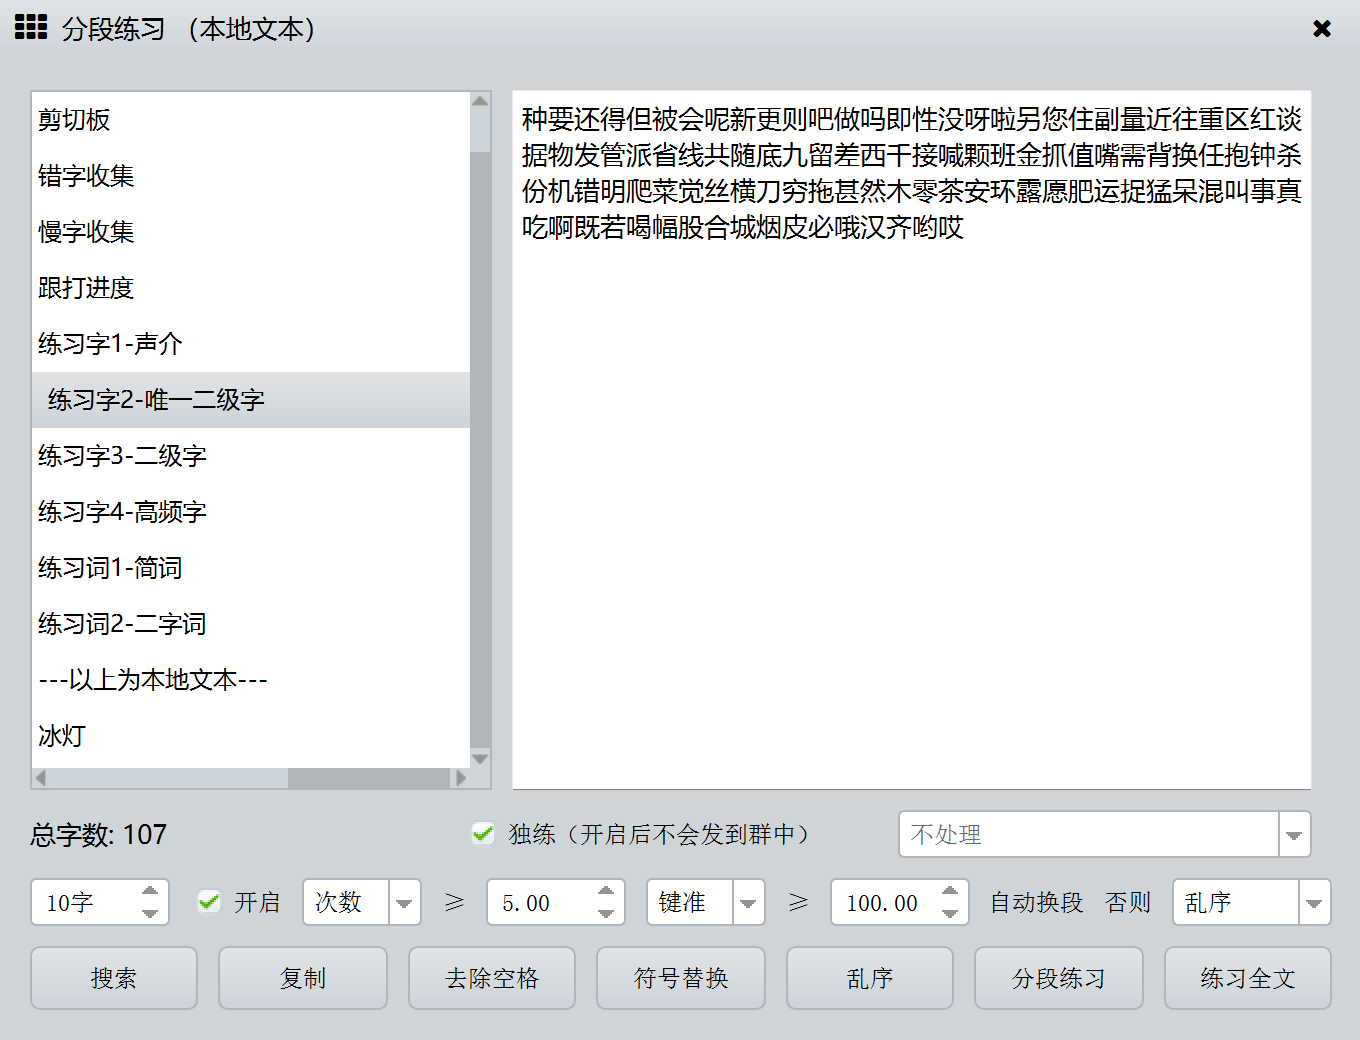 分段练习 （本地文本）
剪切板
错字收集
慢字收集
跟打进度
练习字1-声介
练习字2-唯一二级字
练习字3-二级字
练习字4-高频字
练习词1-简词
练习词2-二字词
---以上为本地文本---
冰灯
种要还得但被会呢新更则吧做吗即性没呀啦另您住副量近往重区红谈
据物发管派省线共随底九留差西千接喊颗班金抓值嘴需背换任抱钟杀
份机错明爬菜觉丝横刀穷拖甚然木零茶安环露愿肥运捉猛呆混叫事真
吃啊既若喝幅股合城烟皮必哦汉齐哟哎
总字数: 107 独练（开启后不会发到群中） 不处理
10字 开启 次数 ≥ 5.00 键准 ≥ 100.00 自动换段 否则 乱序
搜索 复制 去除空格 符号替换 乱序 分段练习 练习全文